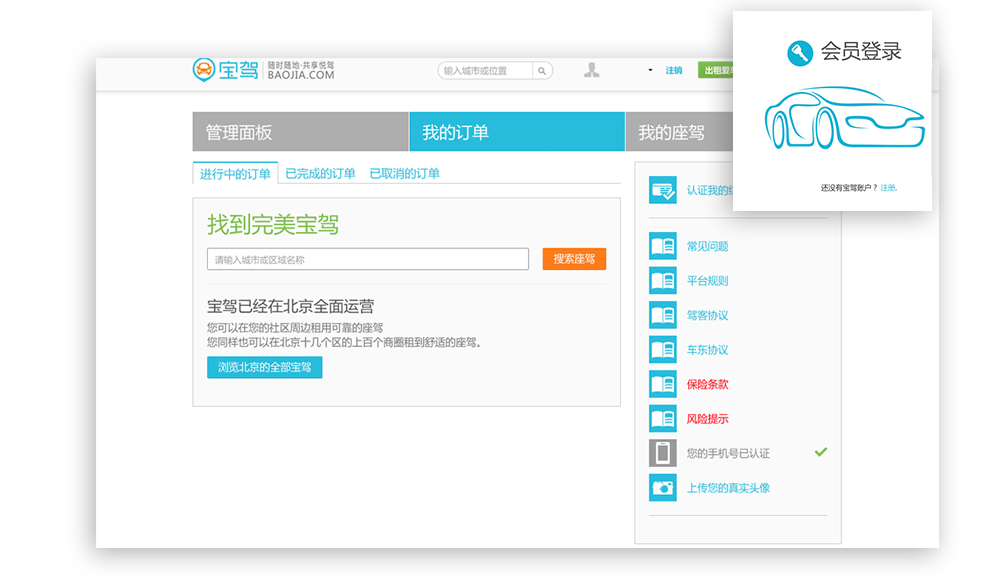 宝驾
随时随地·共享悦驾
BAOJIA.COM
输入城市或位置
注销
出租爱
会员登录
还没有宝驾账户？ 注册.
管理面板
我的订单
我的座驾
进行中的订单
已完成的订单
已取消的订单
找到完美宝驾
请输入城市或区域名称
搜索座驾
宝驾已经在北京全面运营
您可以在您的社区周边租用可靠的座驾
您同样也可以在北京十几个区的上百个商圈租到舒适的座驾。
浏览北京的全部宝驾
认证我的
常见问题
平台规则
驾客协议
车东协议
保险条款
风险提示
您的手机号已认证
上传您的真实头像